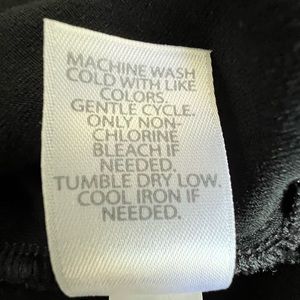 MACHINE WASH
COLD WITH LIKE
COLORS.
GENTLE CYCLE.
ONLY NON-
CHLORINE
BLEACH IF
NEEDED.
TUMBLE DRY LOW.
COOL IRON IF
NEEDED.